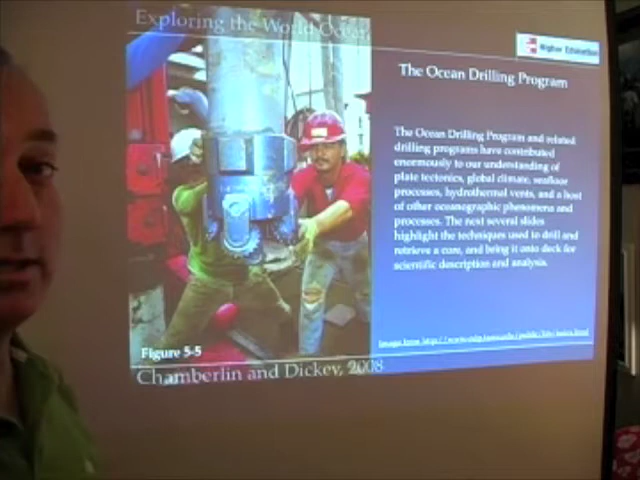 Exploring the World Ocean
Higher Education
The Ocean Drilling Program
The Ocean Drilling Program and related
drilling programs have contributed
enormously to our understanding of
plate tectonics, global climate, seafloor
processes, hydrothermal vents, and a host
of other oceanographic phenomena and
processes. The next several slides
highlight the techniques used to drill and
retrieve a core, and bring it onto deck for
scientific description and analysis.
Image from
Figure 5-5
Chamberlin and Dickey, 2008